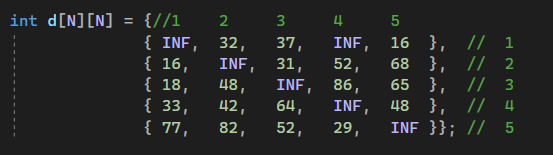 int d[N][N] = {//1 2 3 4 5
{ INF, 32, 37, INF, 16 }, // 1
{ 16, INF, 31, 52, 68 }, // 2
{ 18, 48, INF, 86, 65 }, // 3
{ 33, 42, 64, INF, 48 }, // 4
{ 77, 82, 52, 29, INF }}; // 5